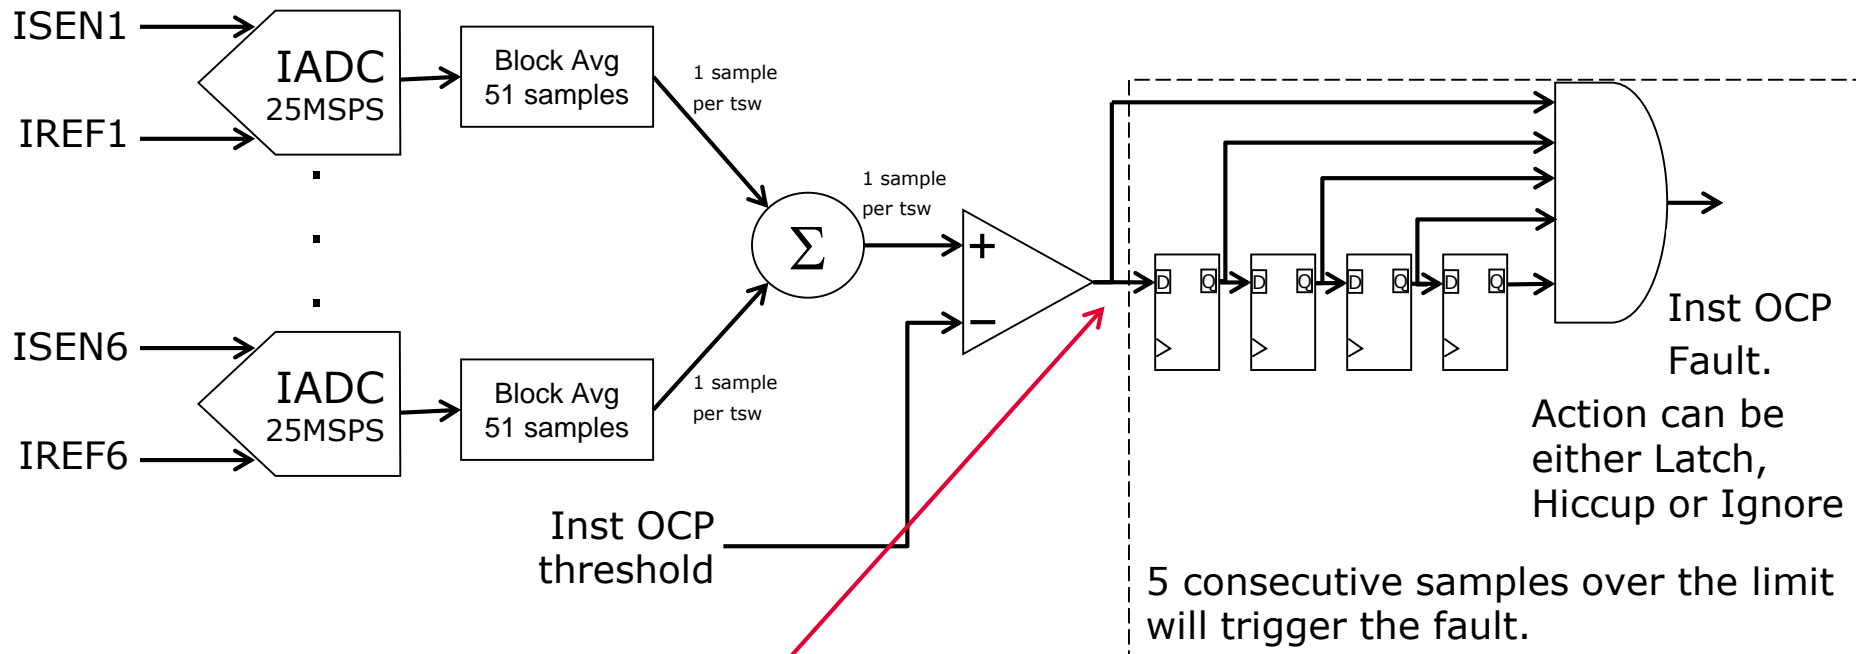 ISEN1
IADC
25MSPS
IREF1
Block Avg
51 samples
1 sample
per tsw
ISEN6
IADC
25MSPS
IREF6
Block Avg
51 samples
1 sample
per tsw
Σ
1 sample
per tsw
+
−
Inst OCP
threshold
D Q
D Q
D Q
D Q
Inst OCP
Fault.
Action can be
either Latch,
Hiccup or Ignore
5 consecutive samples over the limit
will trigger the fault.